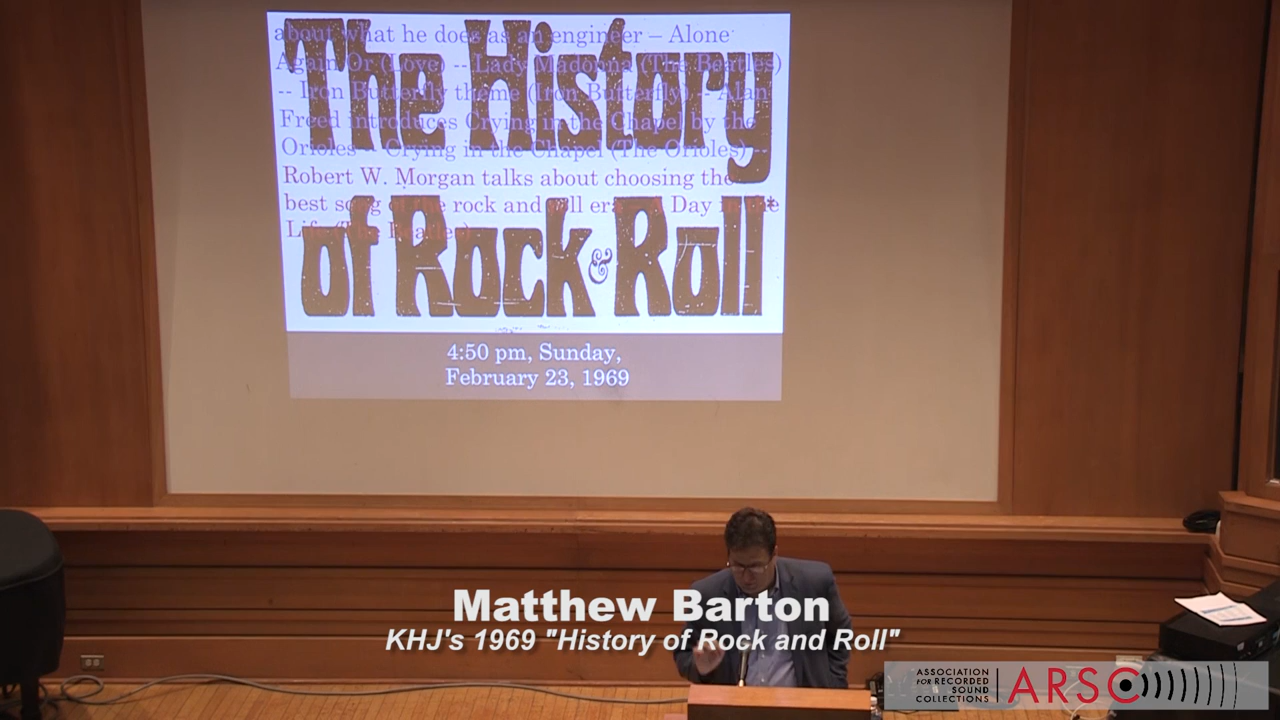 about what he does as an engineer – Alone
Again Or (Love) -- Lady Madonna (The Beatles)
-- Iron Butterfly theme (Iron Butterfly) -- Alan
Freed introduces Crying in the Chapel by the
Orioles -- Crying in the Chapel (The Orioles) --
Robert W. Morgan talks about choosing the
best song of the rock and roll era -- A Day in the
Life (The Beatles)
The History
of Rock & Roll*
4:50 pm, Sunday,
February 23, 1969
Matthew Barton
KHJ's 1969 "History of Rock and Roll"
ASSOCIATION
FOR RECORDED
SOUND
COLLECTIONS
ARSC